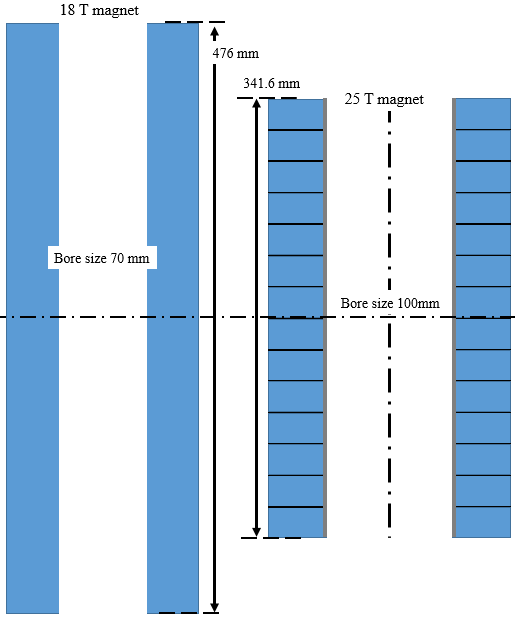 18 T magnet
476 mm
341.6 mm
25 T magnet
Bore size 70 mm
Bore size 100mm